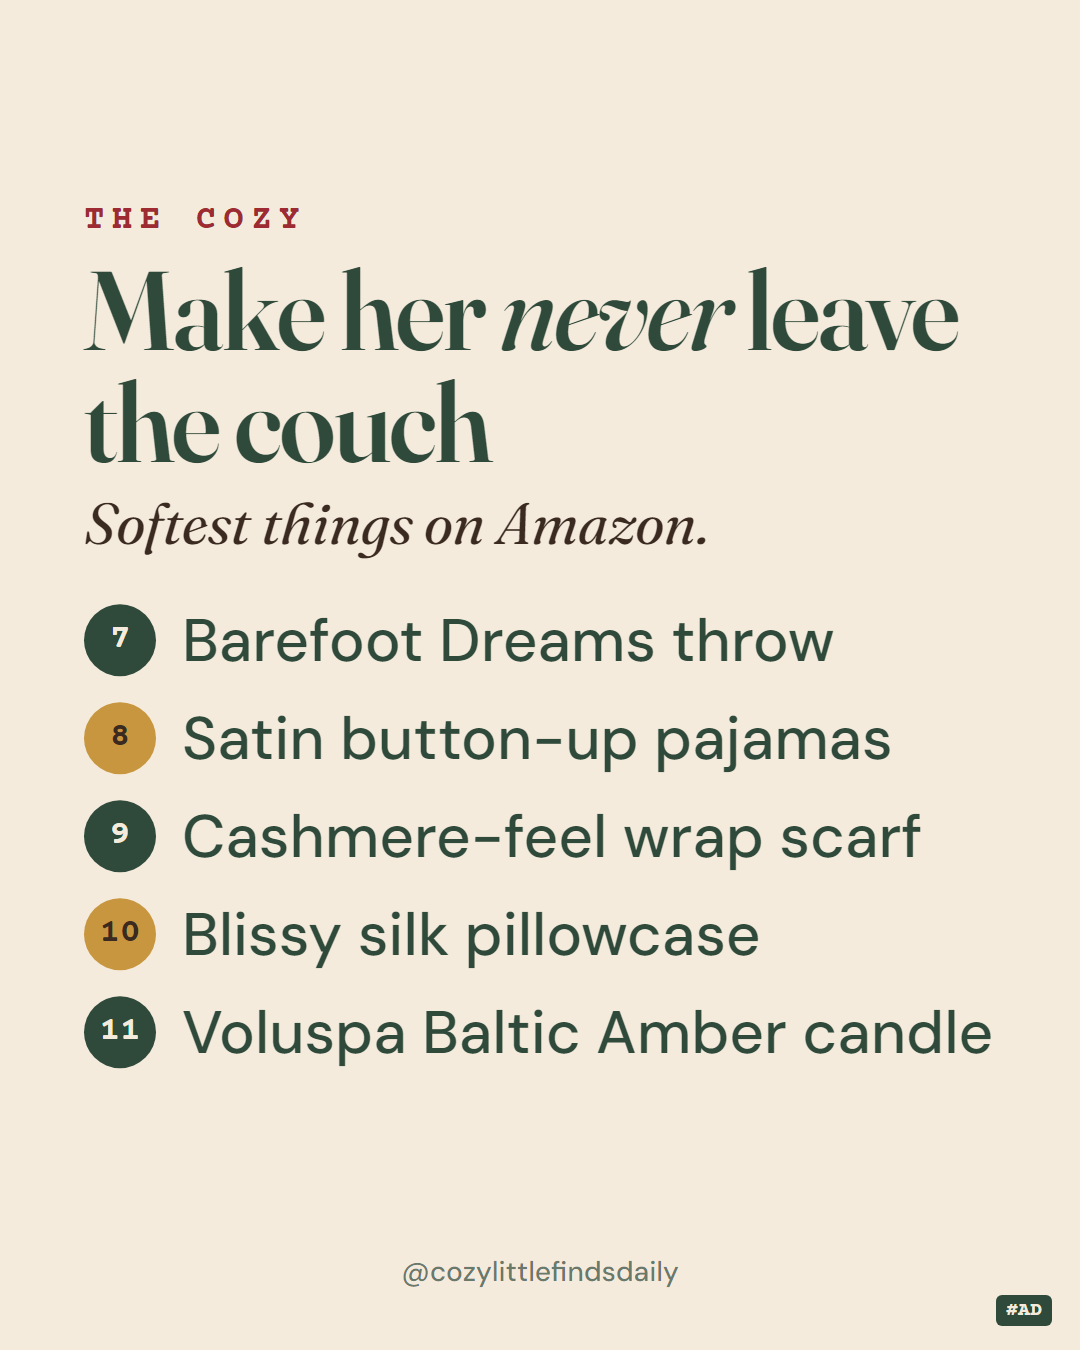 THE COZY
Make her never leave
the couch
Softest things on Amazon.
7 Barefoot Dreams throw
8 Satin button-up pajamas
9 Cashmere-feel wrap scarf
10 Blissy silk pillowcase
11 Voluspa Baltic Amber candle
@cozylittlefindsdaily
#AD